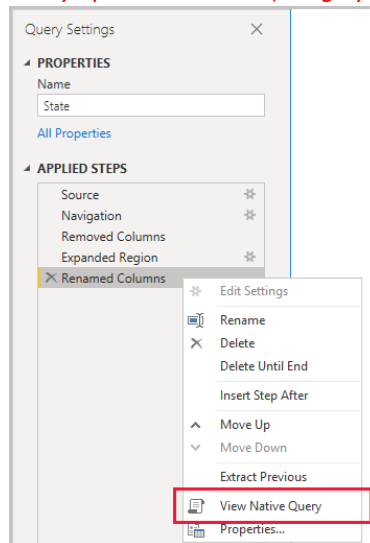 Query Settings
PROPERTIES
Name
State
All Properties
APPLIED STEPS
Source
Navigation
Removed Columns
Expanded Region
Renamed Columns
Edit Settings
Rename
Delete
Delete Until End
Insert Step After
Move Up
Move Down
Extract Previous
View Native Query
Properties...